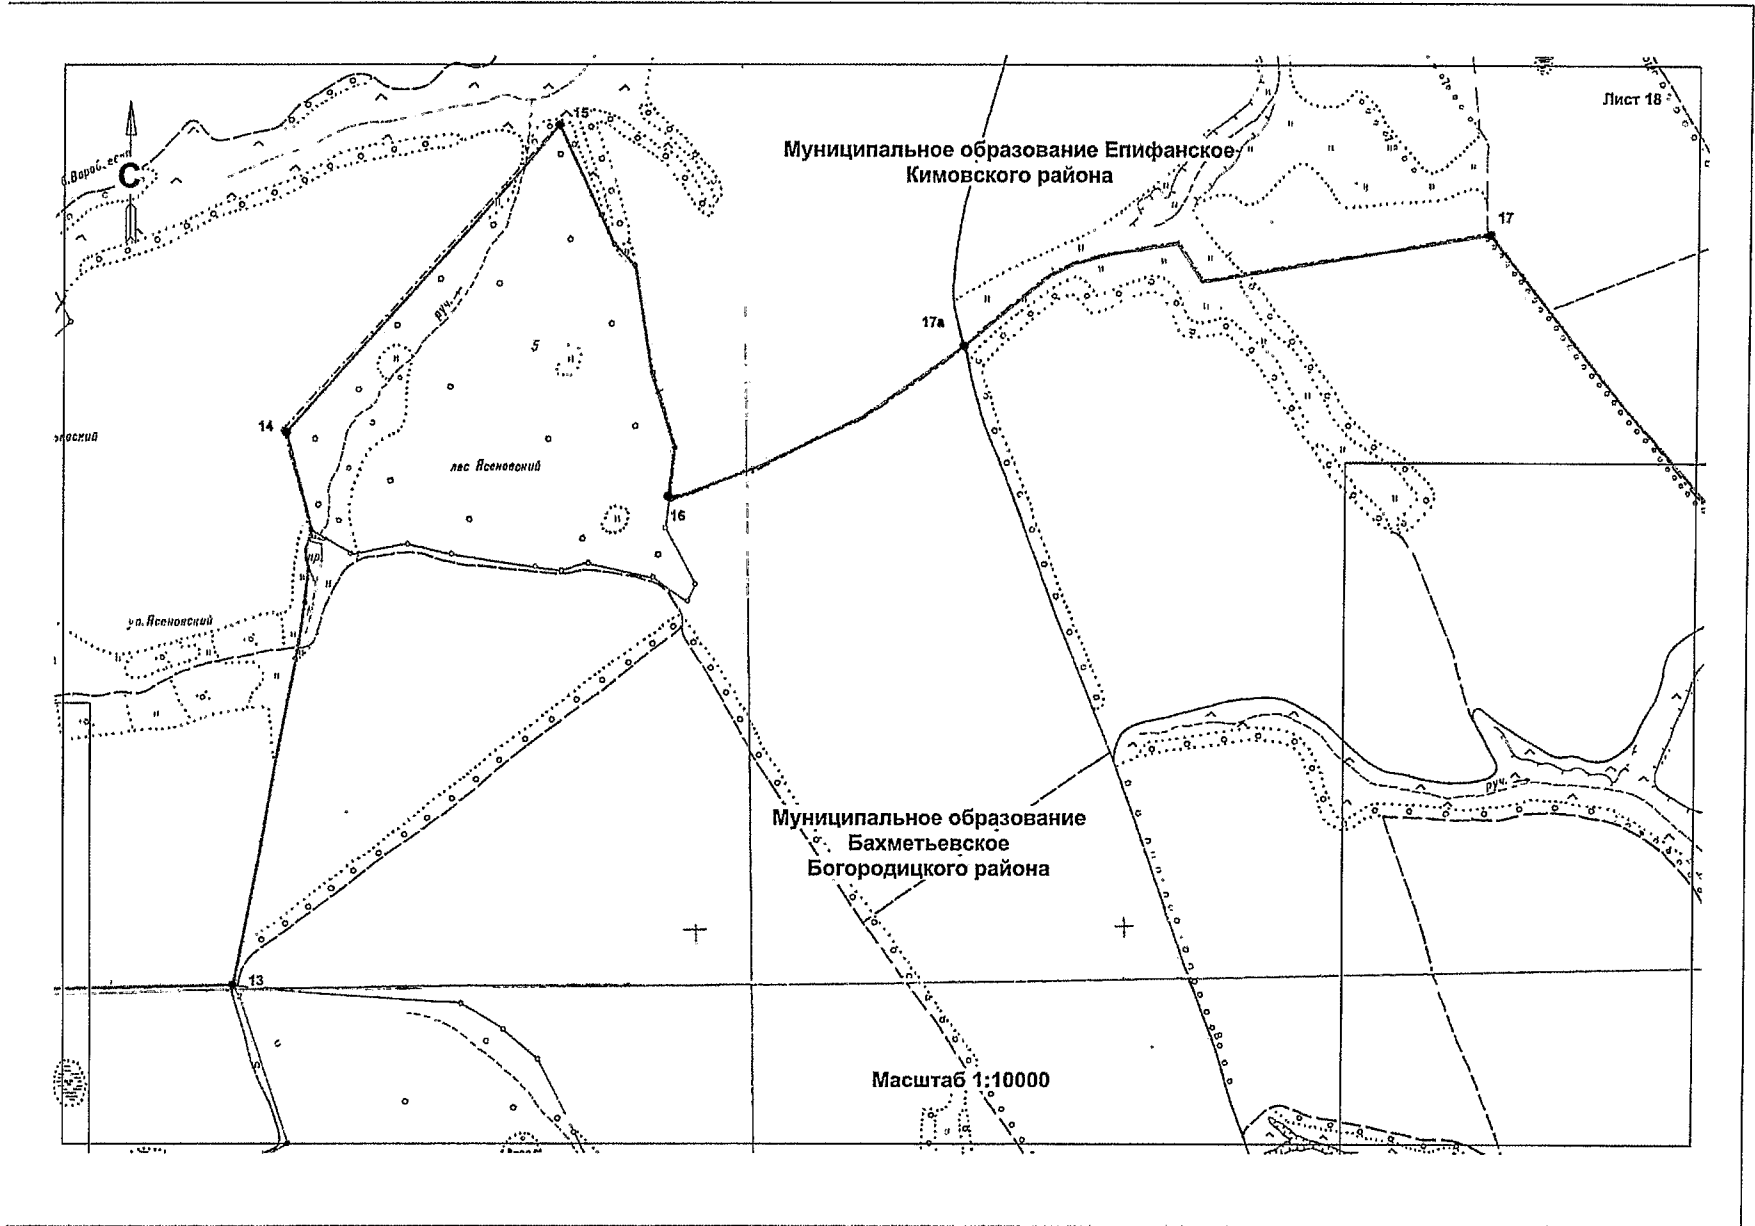 Лист 18
15
Муниципальное образование Епифанское
Кимовского района
С
17
руч.
17а
5
14
лес Ясеновский
16
пр.
ур. Ясеновский
руч.
Муниципальное образование
Бахметьевское
Богородицкого района
13
Масштаб 1:10000